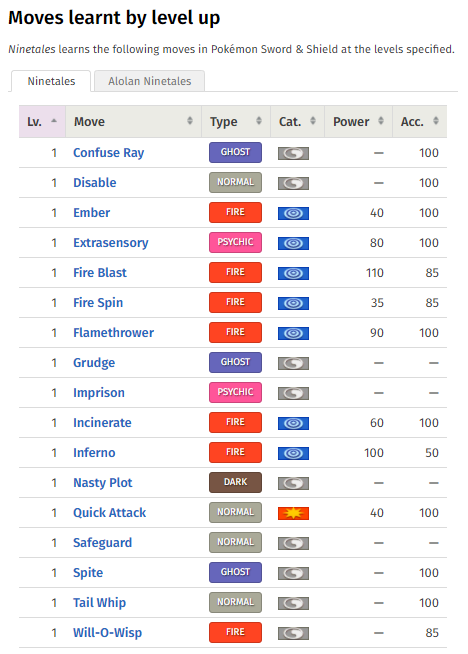 Moves learnt by level up
Ninetales learns the following moves in Pokémon Sword & Shield at the levels specified.
Ninetales Alolan Ninetales
Lv. Move Type Cat. Power Acc.
1 Confuse Ray GHOST — 100
1 Disable NORMAL — 100
1 Ember FIRE 40 100
1 Extrasensory PSYCHIC 80 100
1 Fire Blast FIRE 110 85
1 Fire Spin FIRE 35 85
1 Flamethrower FIRE 90 100
1 Grudge GHOST — —
1 Imprison PSYCHIC — —
1 Incinerate FIRE 60 100
1 Inferno FIRE 100 50
1 Nasty Plot DARK — —
1 Quick Attack NORMAL 40 100
1 Safeguard NORMAL — —
1 Spite GHOST — 100
1 Tail Whip NORMAL — 100
1 Will-O-Wisp FIRE — 85